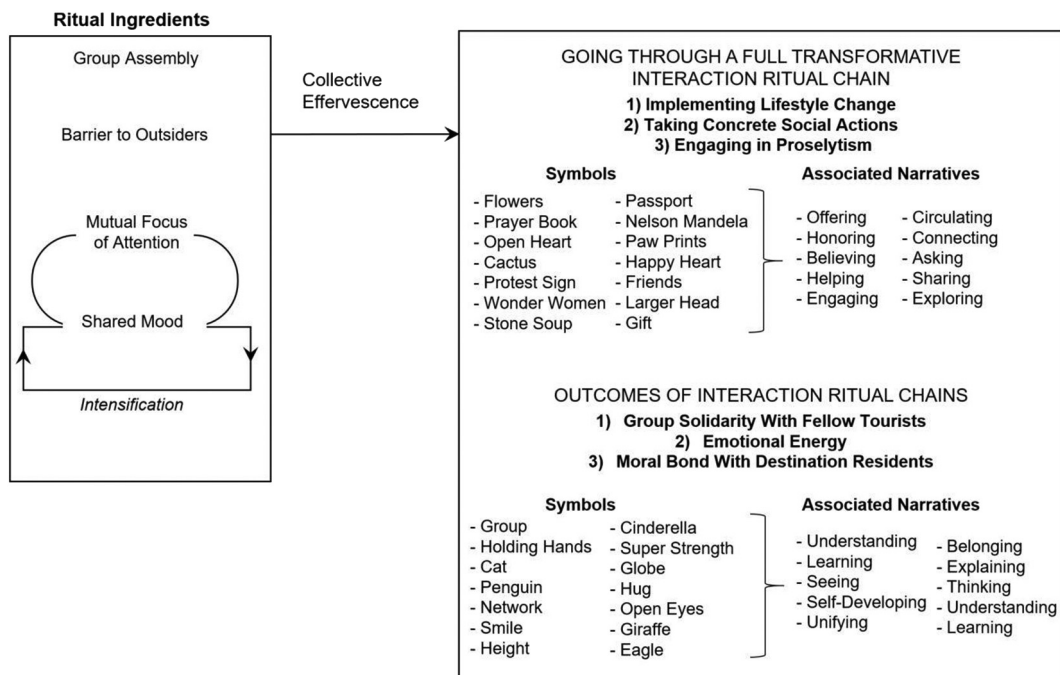 Ritual Ingredients
Group Assembly
Barrier to Outsiders
Mutual Focus
of Attention
Shared Mood
Intensification
Collective
Effervescence
GOING THROUGH A FULL TRANSFORMATIVE
INTERACTION RITUAL CHAIN
1) Implementing Lifestyle Change
2) Taking Concrete Social Actions
3) Engaging in Proselytism
Symbols
- Flowers
- Prayer Book
- Open Heart
- Cactus
- Protest Sign
- Wonder Women
- Stone Soup
- Passport
- Nelson Mandela
- Paw Prints
- Happy Heart
- Friends
- Larger Head
- Gift
Associated Narratives
- Offering
- Honoring
- Believing
- Helping
- Engaging
- Circulating
- Connecting
- Asking
- Sharing
- Exploring
OUTCOMES OF INTERACTION RITUAL CHAINS
1) Group Solidarity With Fellow Tourists
2) Emotional Energy
3) Moral Bond With Destination Residents
Symbols
- Group
- Holding Hands
- Cat
- Penguin
- Network
- Smile
- Height
- Cinderella
- Super Strength
- Globe
- Hug
- Open Eyes
- Giraffe
- Eagle
Associated Narratives
- Understanding
- Learning
- Seeing
- Self-Developing
- Unifying
- Belonging
- Explaining
- Thinking
- Understanding
- Learning